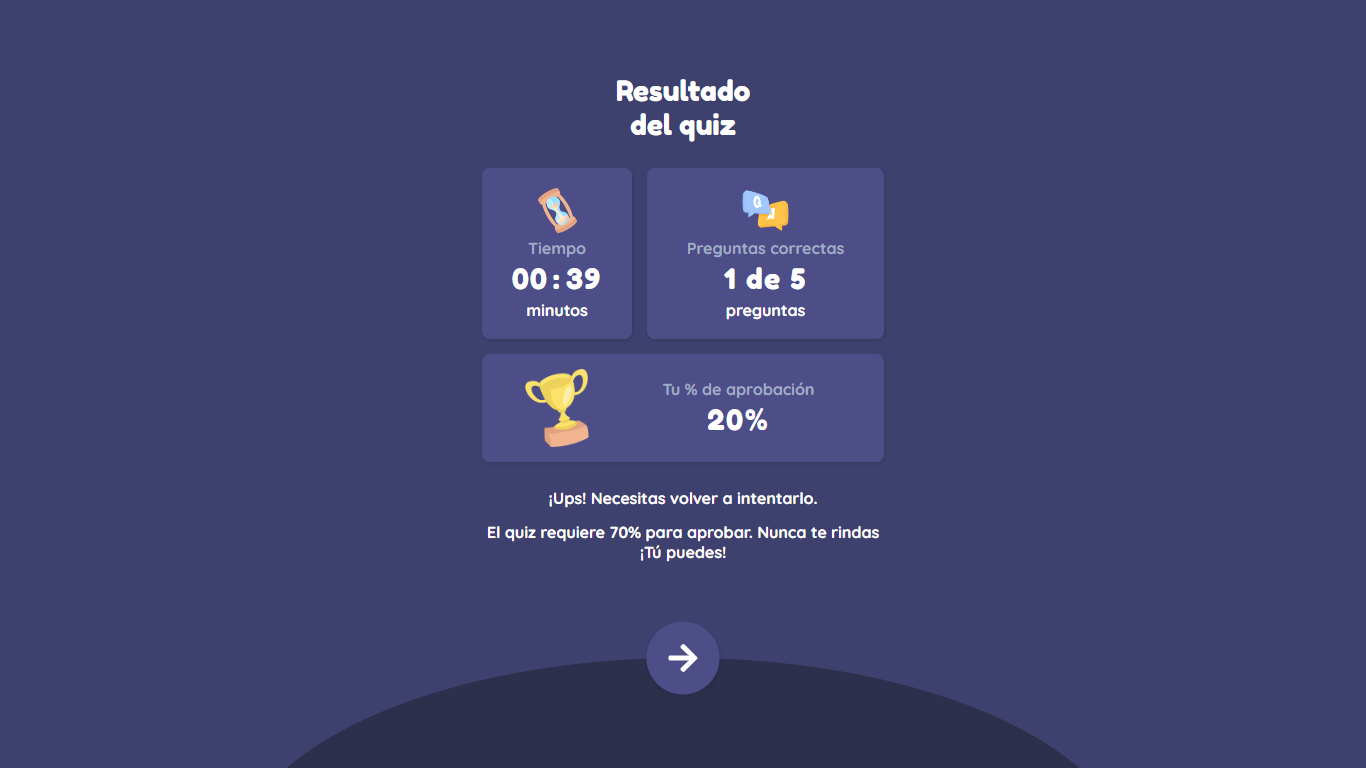 Resultado
del quiz
Tiempo
00:39
minutos
Preguntas correctas
1 de 5
preguntas
Tu % de aprobación
20%
¡Ups! Necesitas volver a intentarlo.
El quiz requiere 70% para aprobar. Nunca te rindas
¡Tú puedes!